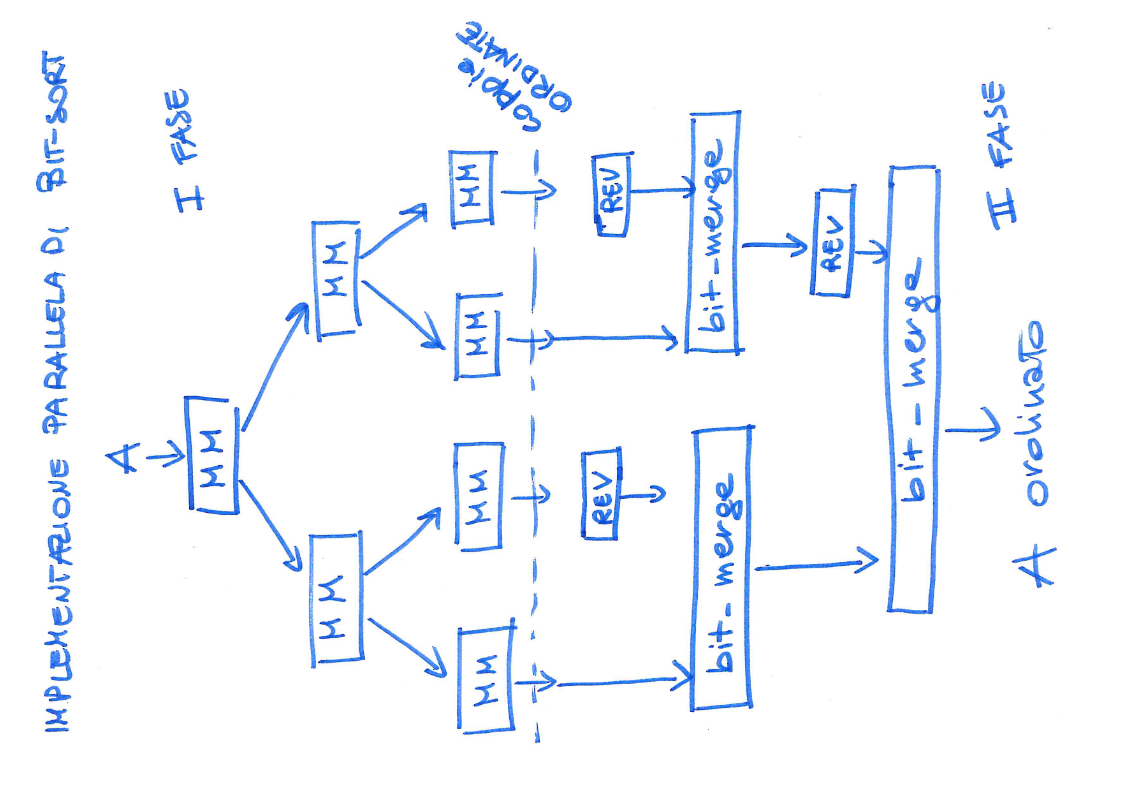 IMPLEMENTAZIONE PARALLELA DI BIT-SORT
A
I FASE
MM
MM
MM
MM
MM
MM
MM
coppie
ORDINATE
REV
REV
bit-merge
bit-merge
REV
bit-merge
II FASE
A ordinato